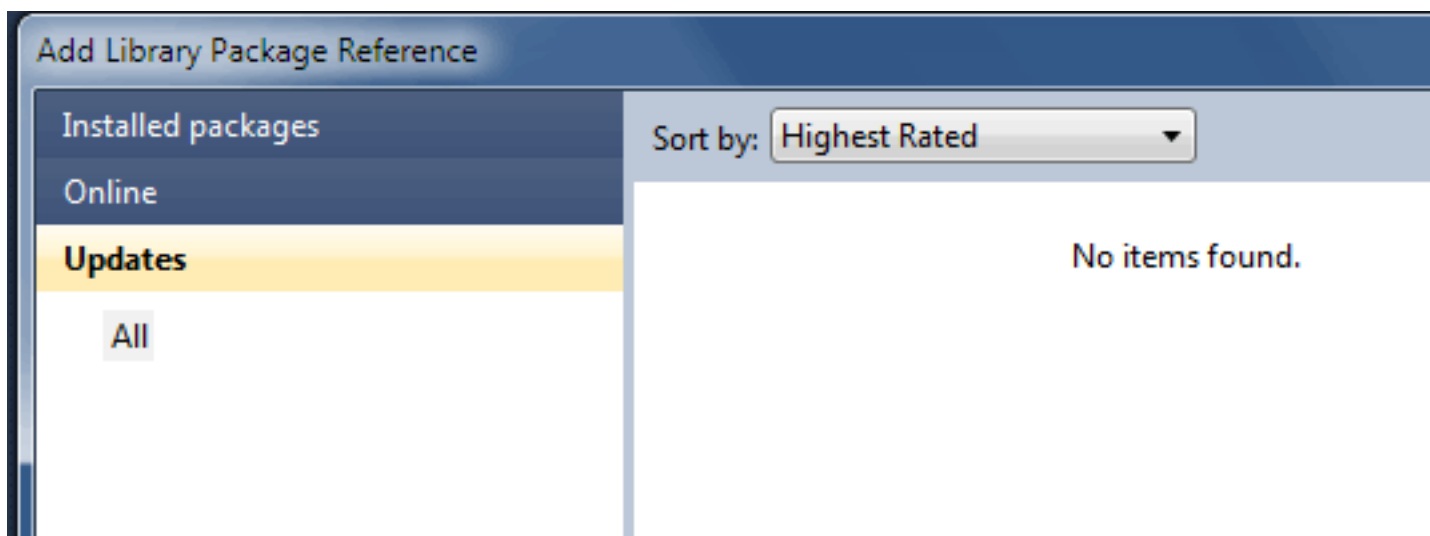 Add Library Package Reference
Installed packages
Online
Updates
All
Sort by: Highest Rated
No items found.